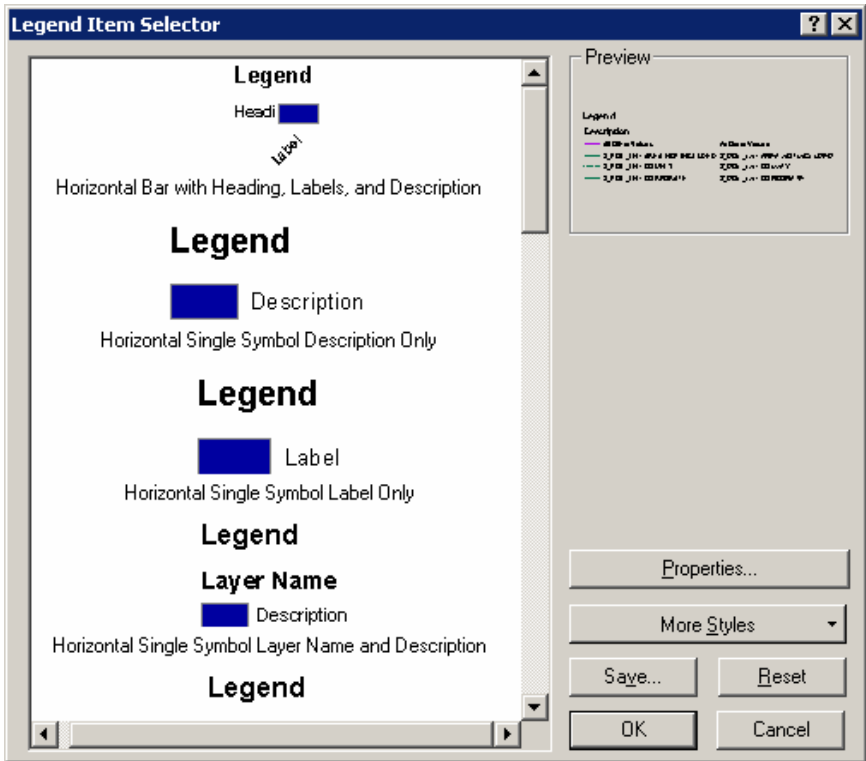 Legend Item Selector
Legend
Headi
Label
Horizontal Bar with Heading, Labels, and Description
Legend
Description
Horizontal Single Symbol Description Only
Legend
Label
Horizontal Single Symbol Label Only
Legend
Layer Name
Description
Horizontal Single Symbol Layer Name and Description
Legend
Preview
Legend
Description
Properties...
More Styles
Save...
Reset
OK
Cancel